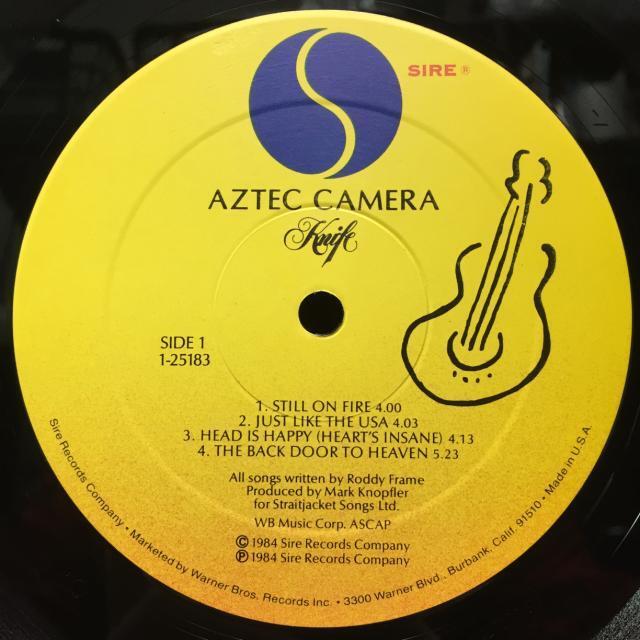 SIRE ®
AZTEC CAMERA
Knife
SIDE 1
1-25183
1. STILL ON FIRE 4.00
2. JUST LIKE THE USA 4.03
3. HEAD IS HAPPY (HEART'S INSANE) 4.13
4. THE BACK DOOR TO HEAVEN 5.23
All songs written by Roddy Frame
Produced by Mark Knopfler
for Straitjacket Songs Ltd.
WB Music Corp. ASCAP
© 1984 Sire Records Company
℗ 1984 Sire Records Company
Sire Records Company • Marketed by Warner Bros. Records Inc. • 3300 Warner Blvd., Burbank, Calif. 91510 • Made in U.S.A.